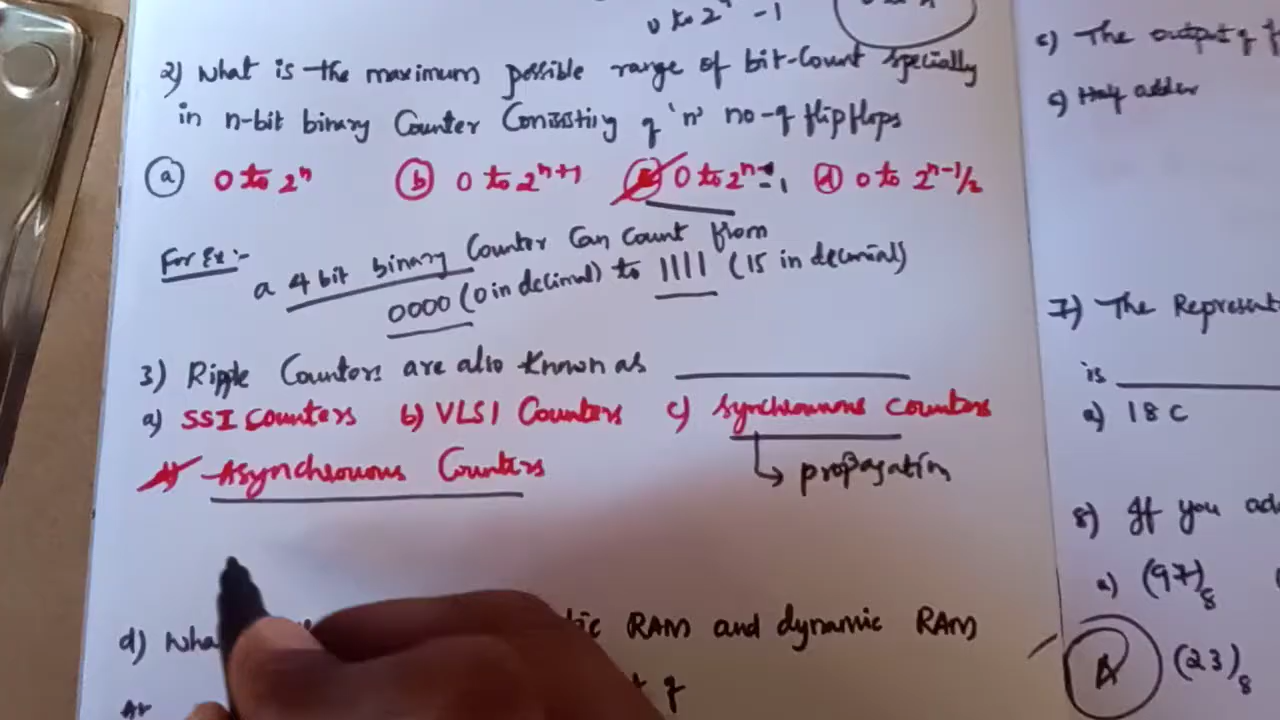 0 to 2ⁿ -1
2) What is the maximum possible range of bit-count specially
in n-bit binary Counter Consisting of 'n' no-of flipflops
a 0 to 2ⁿ b 0 to 2ⁿ⁺¹ 0 to 2ⁿ-1 d 0 to 2ⁿ⁻¹/2
For Ex:-
a 4 bit binary Counter Can Count from
0000 (0 in decimal) to 1111 (15 in decimal)
3) Ripple Counters are also known as ________
a) SSI Counters b) VLSI Counters c) Synchronous counters
Asynchronous Counters
↳ propagation
d) RAM and dynamic RAM
c) The output of
c) Half adder
7) The Represent
is ________
a) 18 C
8) If you ad
a) (97)₈
A (23)₈